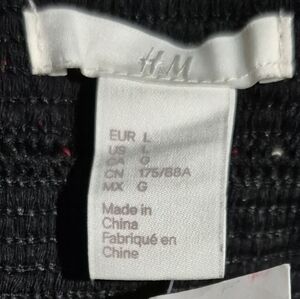 H&M
EUR L
US L
CA G
CN 175/88A
MX G
Made in
China
Fabriqué en
Chine